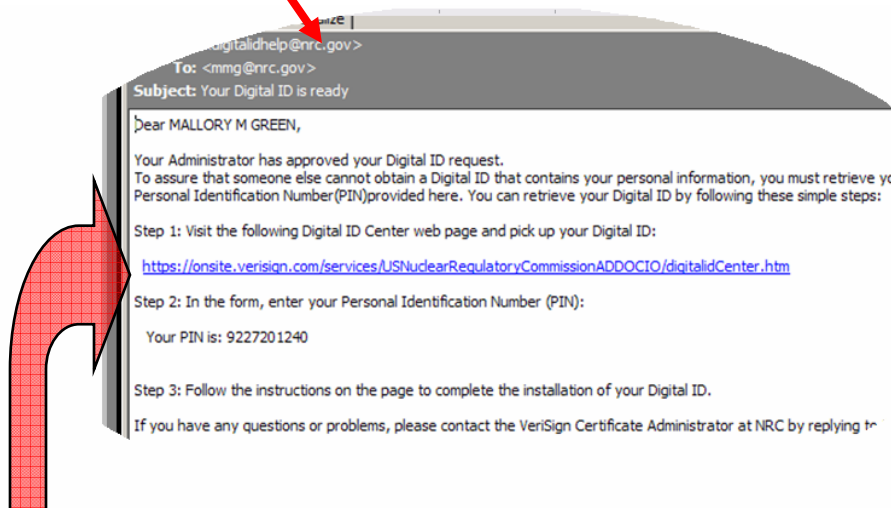 digitalidhelp@nrc.gov>
To: <mmg@nrc.gov>
Subject: Your Digital ID is ready
Dear MALLORY M GREEN,
Your Administrator has approved your Digital ID request.
To assure that someone else cannot obtain a Digital ID that contains your personal information, you must retrieve
Personal Identification Number(PIN)provided here. You can retrieve your Digital ID by following these simple steps:
Step 1: Visit the following Digital ID Center web page and pick up your Digital ID:
https://onsite.verisign.com/services/USNuclearRegulatoryCommissionADDOCIO/digitalidCenter.htm
Step 2: In the form, enter your Personal Identification Number (PIN):
Your PIN is: 9227201240
Step 3: Follow the instructions on the page to complete the installation of your Digital ID.
If you have any questions or problems, please contact the VeriSign Certificate Administrator at NRC by replying